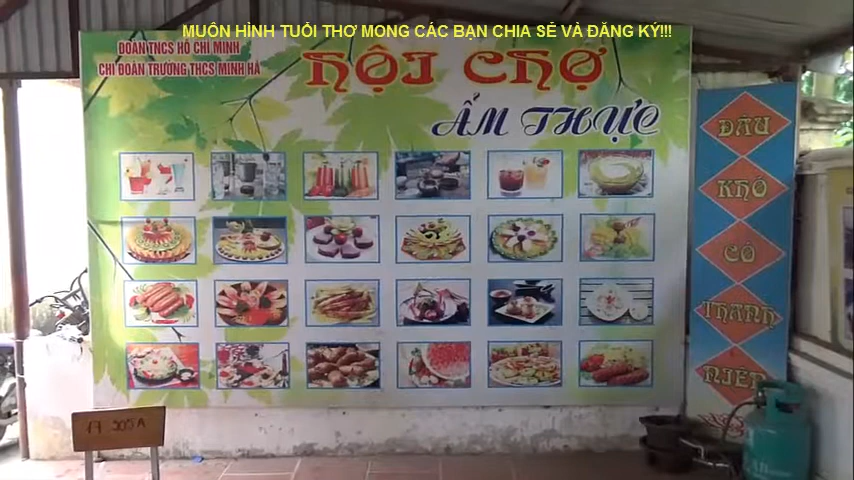 MUÔN HÌNH TUỔI THƠ MONG CÁC BẠN CHIA SẺ VÀ ĐĂNG KÝ!!!
ĐOÀN TNCS HỒ CHÍ MINH
CHI ĐOÀN TRƯỜNG THCS MINH HÀ
HỘI CHỢ
ẨM THỰC
ĐÂU
KHÓ
CÓ
THANH
NIÊN